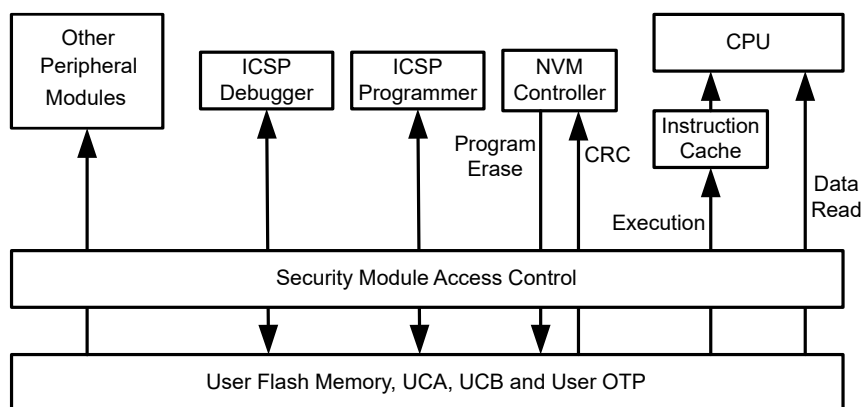 Other
Peripheral
Modules
ICSP
Debugger
ICSP
Programmer
NVM
Controller
CPU
Instruction
Cache
Program
Erase
CRC
Execution
Data
Read
Security Module Access Control
User Flash Memory, UCA, UCB and User OTP